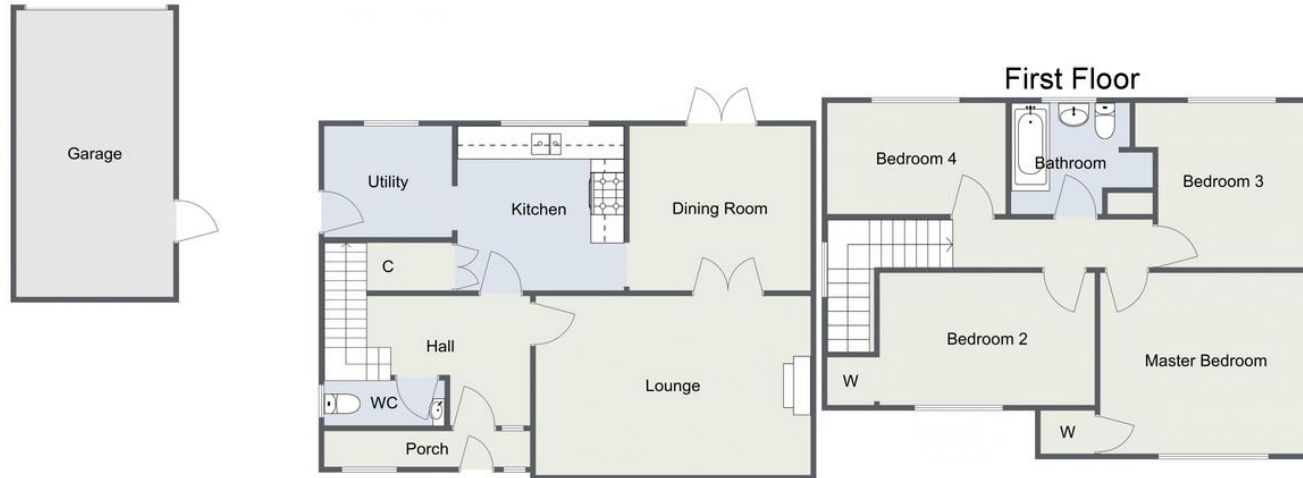 Garage
Utility
Kitchen
Dining Room
C
Hall
WC
Lounge
Porch
First Floor
Bedroom 4
Bathroom
Bedroom 3
Bedroom 2
Master Bedroom
W
W